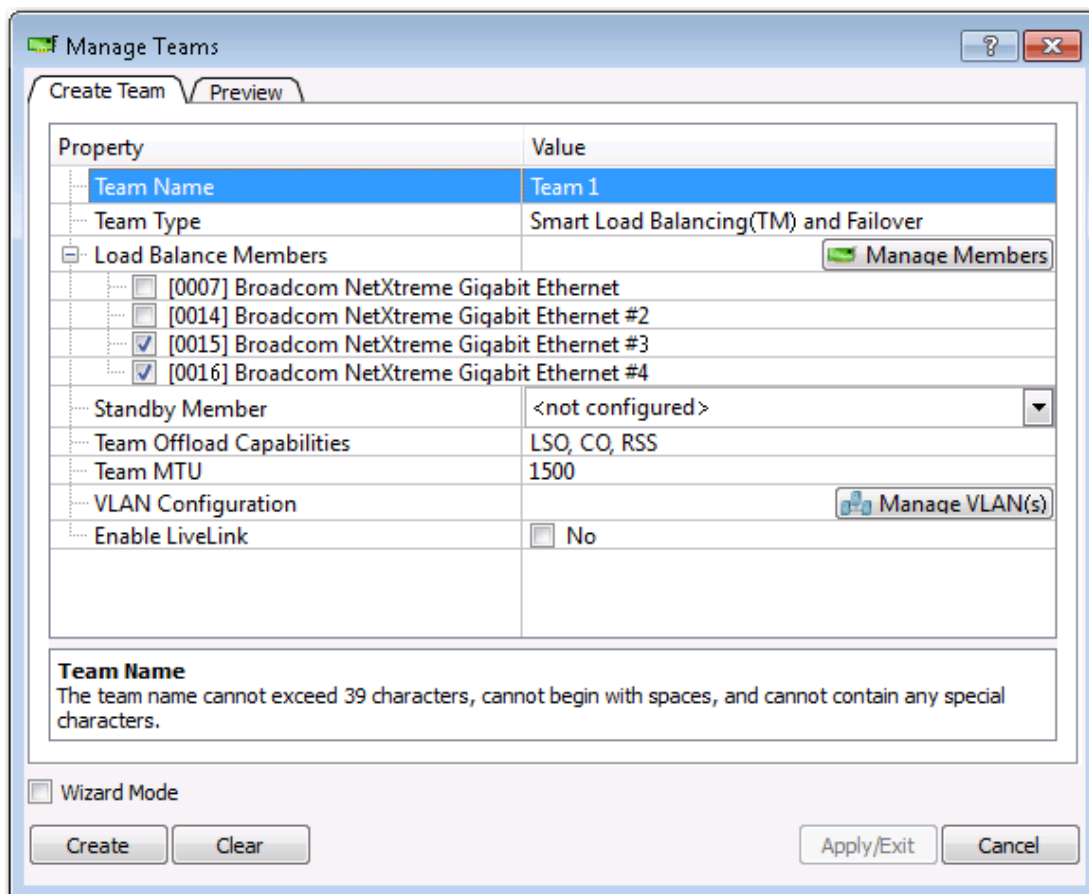 Manage Teams
Create Team Preview
Property Value
Team Name Team 1
Team Type Smart Load Balancing(TM) and Failover
Load Balance Members Manage Members
[0007] Broadcom NetXtreme Gigabit Ethernet
[0014] Broadcom NetXtreme Gigabit Ethernet #2
[0015] Broadcom NetXtreme Gigabit Ethernet #3
[0016] Broadcom NetXtreme Gigabit Ethernet #4
Standby Member <not configured>
Team Offload Capabilities LSO, CO, RSS
Team MTU 1500
VLAN Configuration Manage VLAN(s)
Enable LiveLink No
Team Name
The team name cannot exceed 39 characters, cannot begin with spaces, and cannot contain any special
characters.
Wizard Mode
Create Clear Apply/Exit Cancel